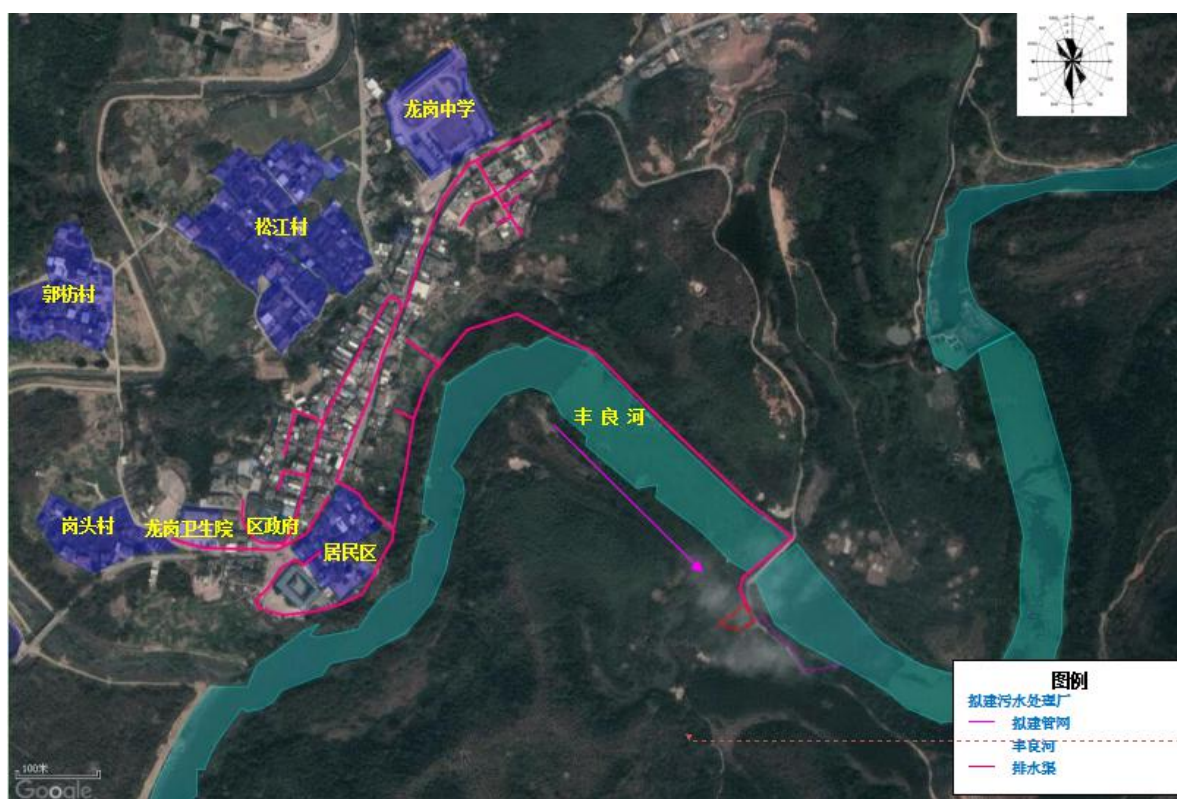 龙岗中学
松江村
郭枋村
丰良河
岗头村
龙岗卫生院
区政府
居民区
图例
拟建污水处理厂
拟建管网
丰良河
排水渠
100米
Google